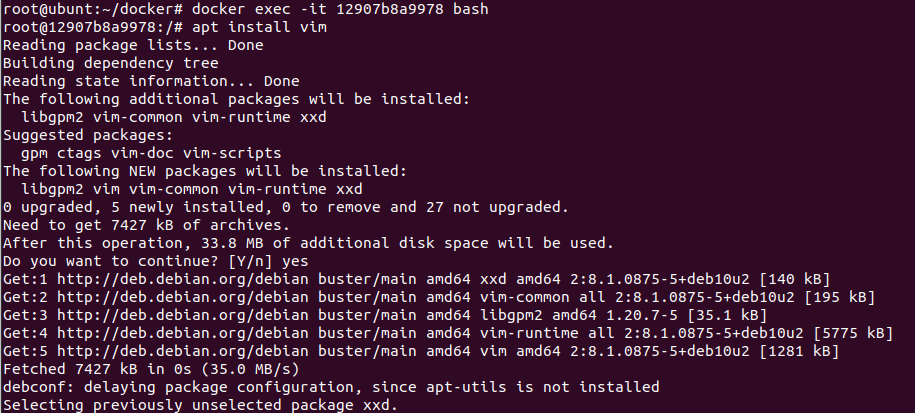 root@ubunt:~/docker# docker exec -it 12907b8a9978 bash
root@12907b8a9978:/# apt install vim
Reading package lists... Done
Building dependency tree
Reading state information... Done
The following additional packages will be installed:
  libgpm2 vim-common vim-runtime xxd
Suggested packages:
  gpm ctags vim-doc vim-scripts
The following NEW packages will be installed:
  libgpm2 vim vim-common vim-runtime xxd
0 upgraded, 5 newly installed, 0 to remove and 27 not upgraded.
Need to get 7427 kB of archives.
After this operation, 33.8 MB of additional disk space will be used.
Do you want to continue? [Y/n] yes
Get:1 http://deb.debian.org/debian buster/main amd64 xxd amd64 2:8.1.0875-5+deb10u2 [140 kB]
Get:2 http://deb.debian.org/debian buster/main amd64 vim-common all 2:8.1.0875-5+deb10u2 [195 kB]
Get:3 http://deb.debian.org/debian buster/main amd64 libgpm2 amd64 1.20.7-5 [35.1 kB]
Get:4 http://deb.debian.org/debian buster/main amd64 vim-runtime all 2:8.1.0875-5+deb10u2 [5775 kB]
Get:5 http://deb.debian.org/debian buster/main amd64 vim amd64 2:8.1.0875-5+deb10u2 [1281 kB]
Fetched 7427 kB in 0s (35.0 MB/s)
debconf: delaying package configuration, since apt-utils is not installed
Selecting previously unselected package xxd.